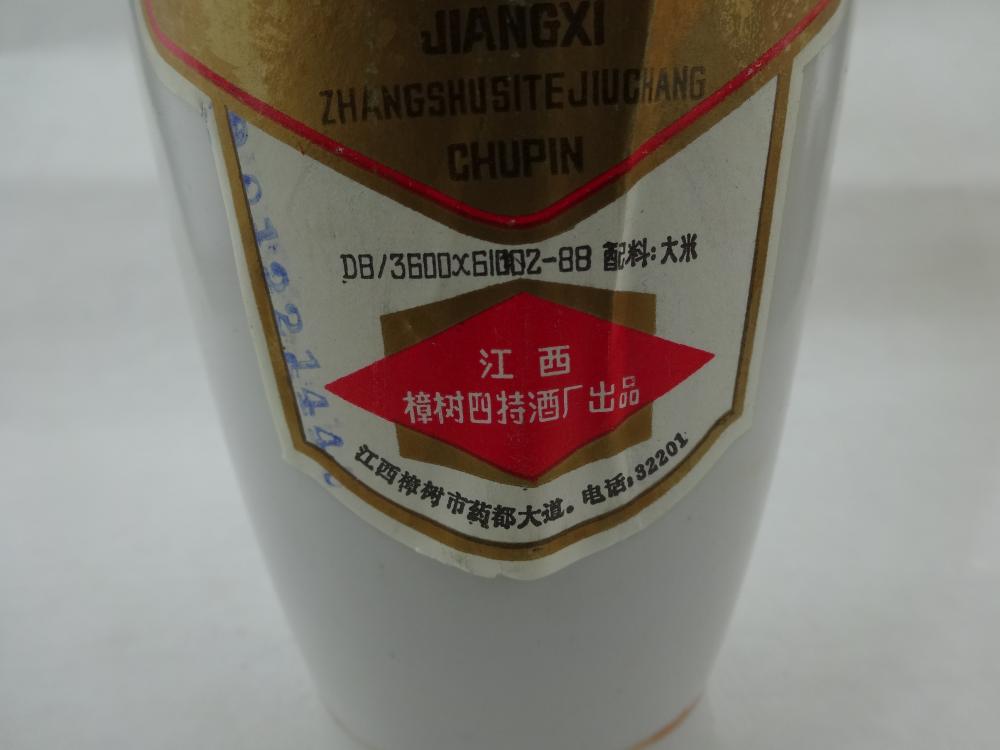 JIANGXI
ZHANGSHUSITEJIUCHANG
CHUPIN
DB/3600x61002-88 配料:大米
江西
樟树四特酒厂出品
江西樟树市药都大道。电话:32201